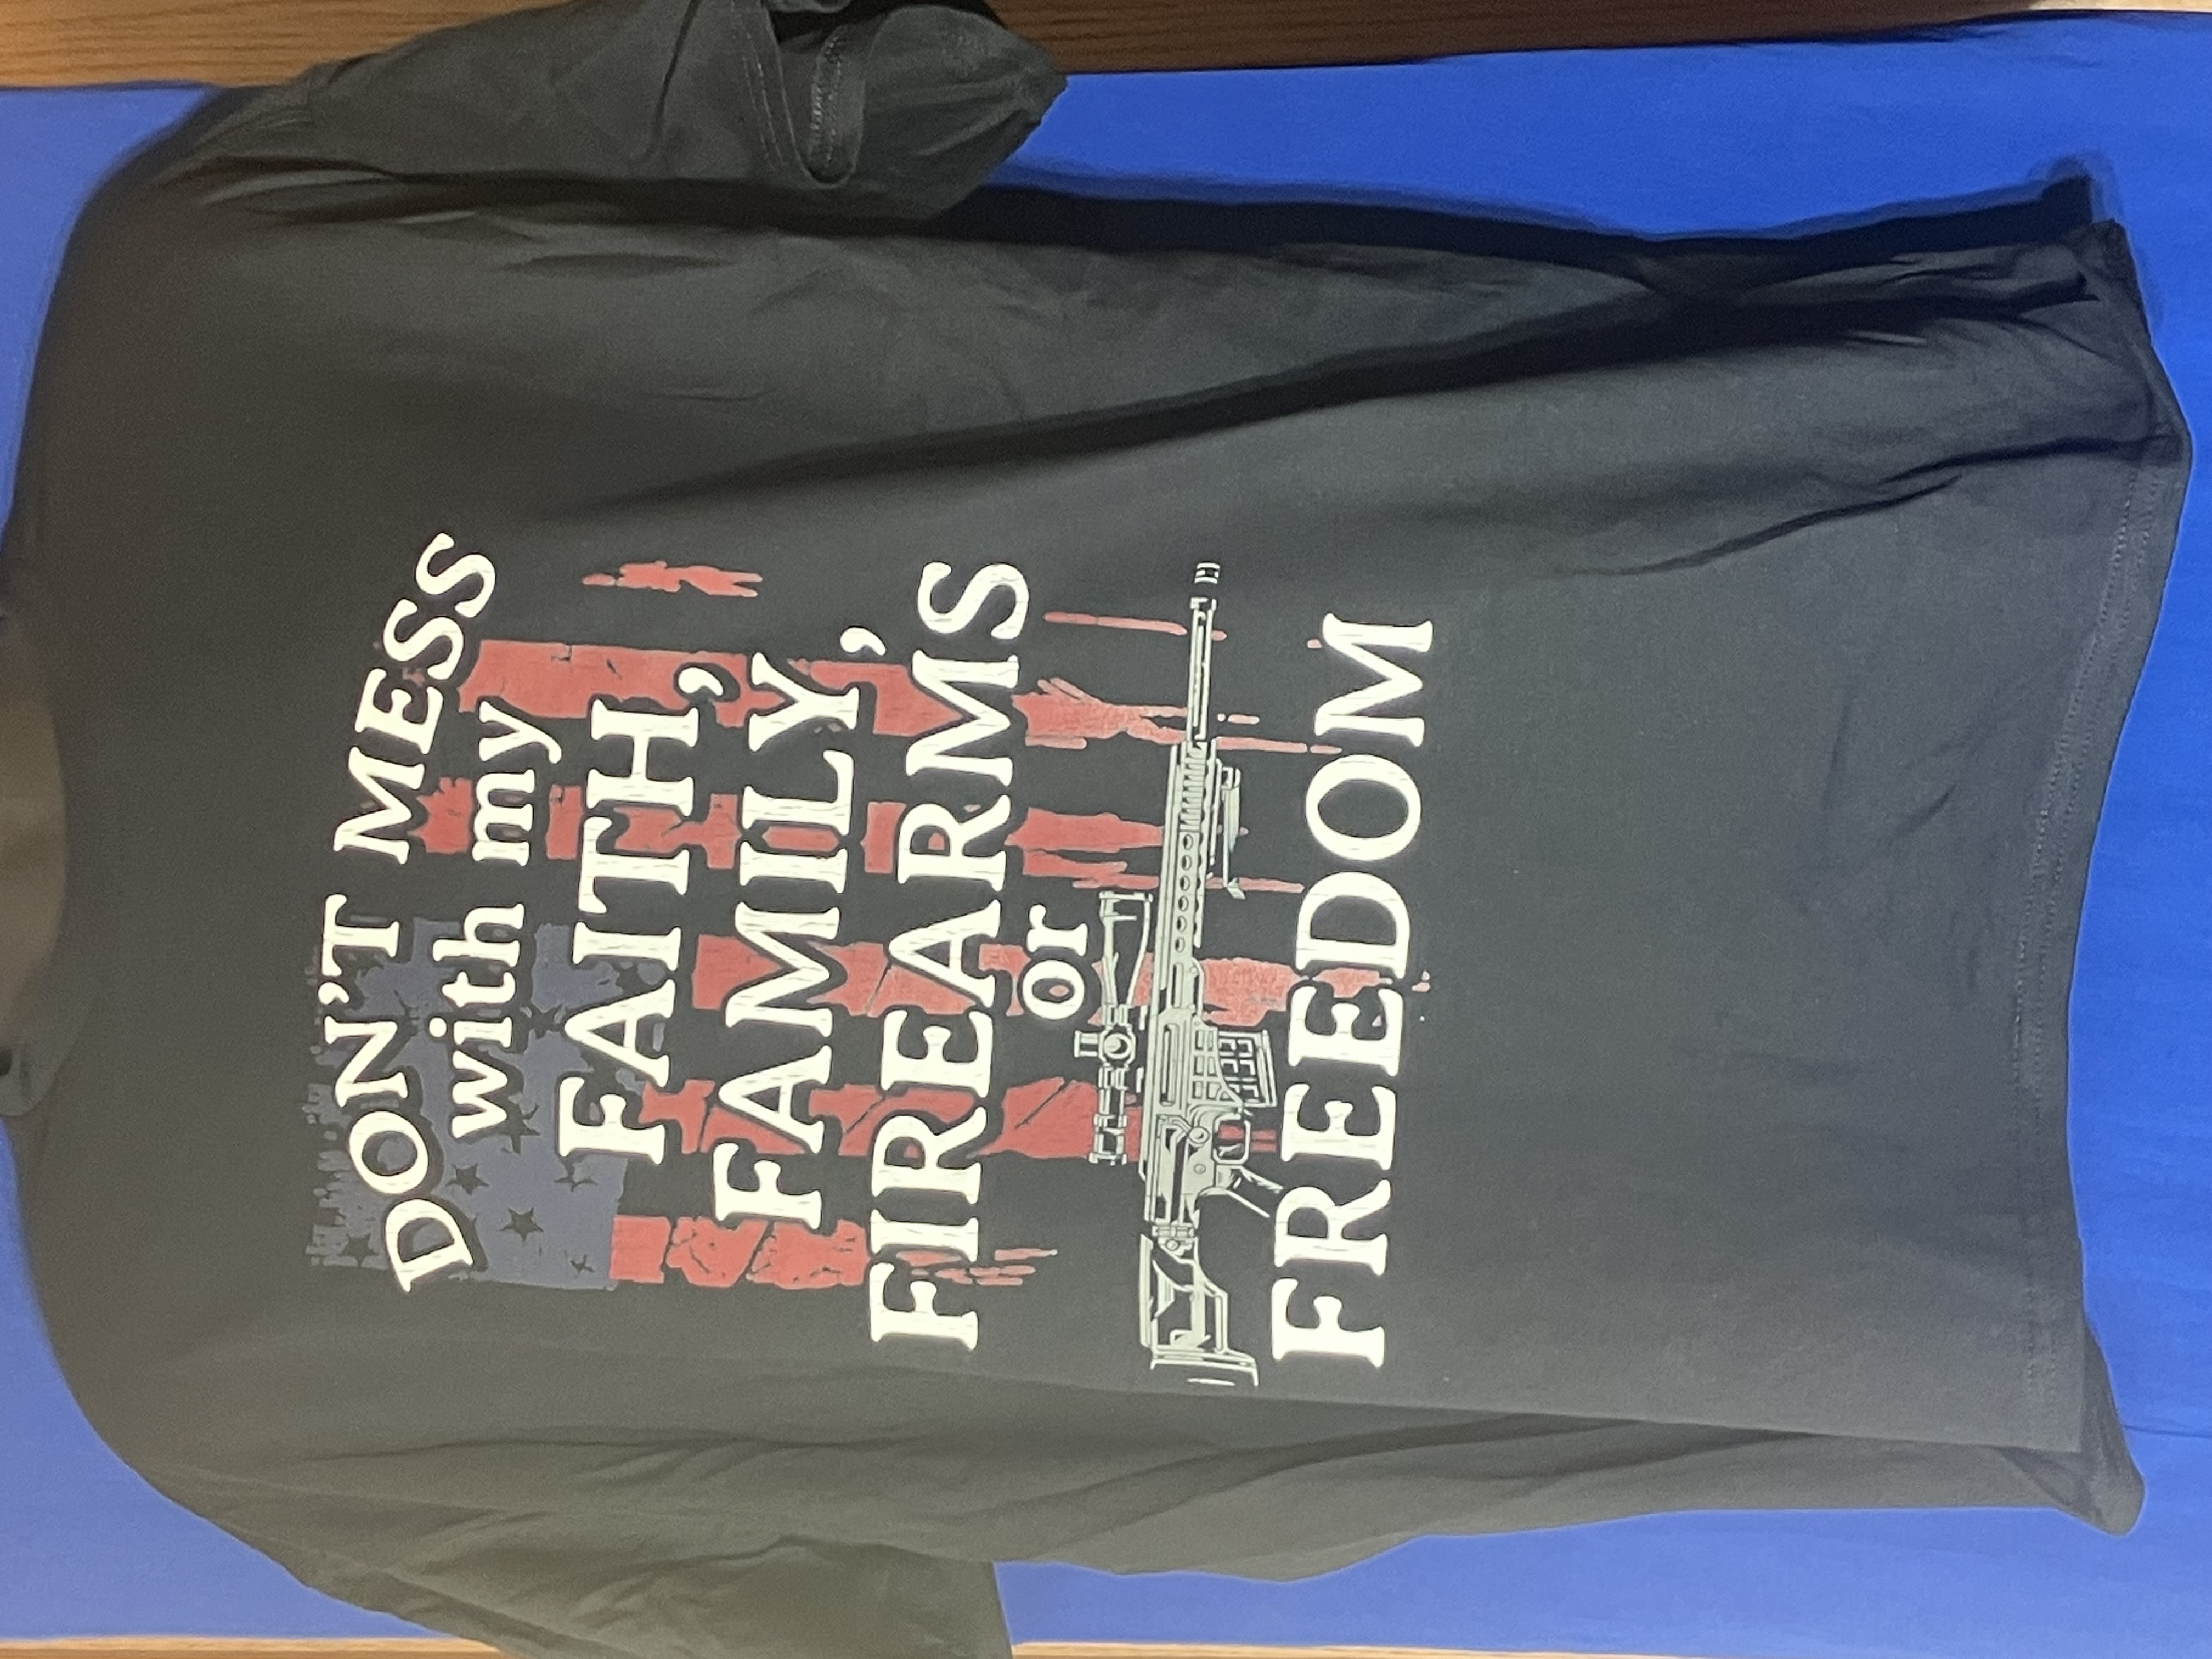 DON'T MESS
with my
FAITH,
FAMILY,
FIREARMS
or
FREEDOM